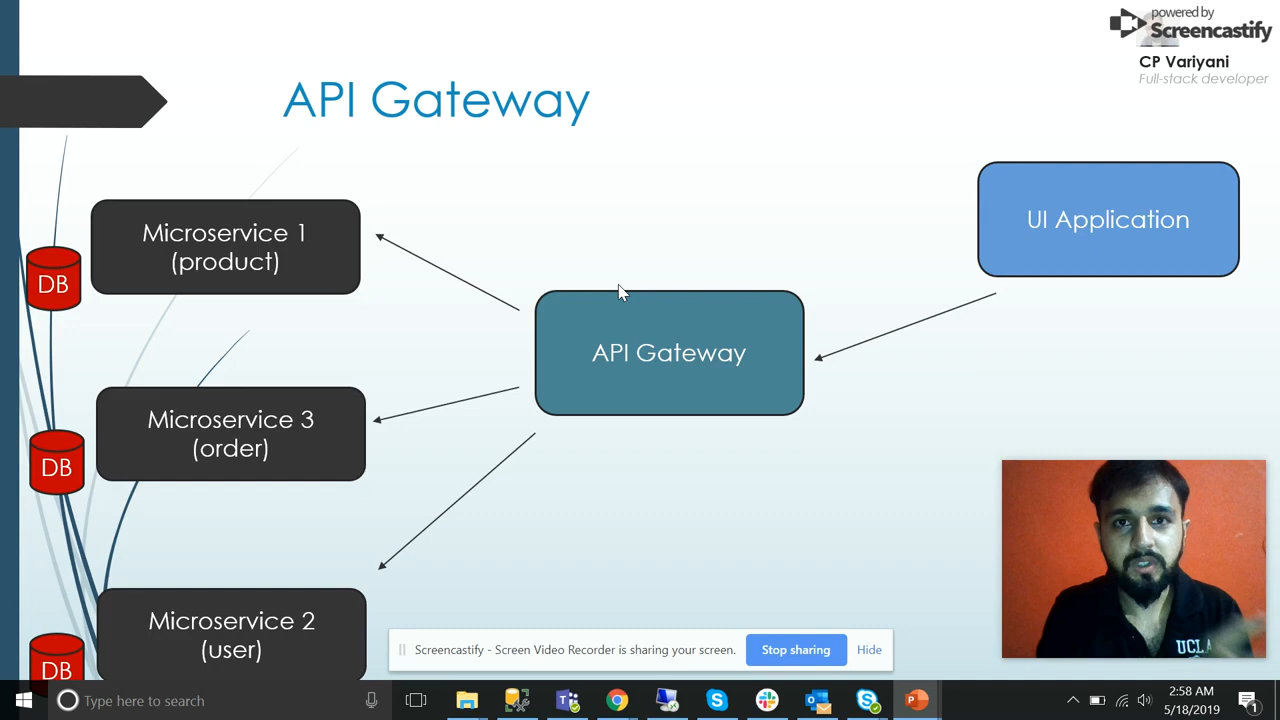 powered by
Screencastify
CP Variyani
Full-stack developer
API Gateway
UI Application
Microservice 1
(product)
DB
API Gateway
Microservice 3
(order)
DB
Microservice 2
(user)
DB
UCLA
Screencastify - Screen Video Recorder is sharing your screen.
Stop sharing
Hide
Type here to search
2:58 AM
5/18/2019
1